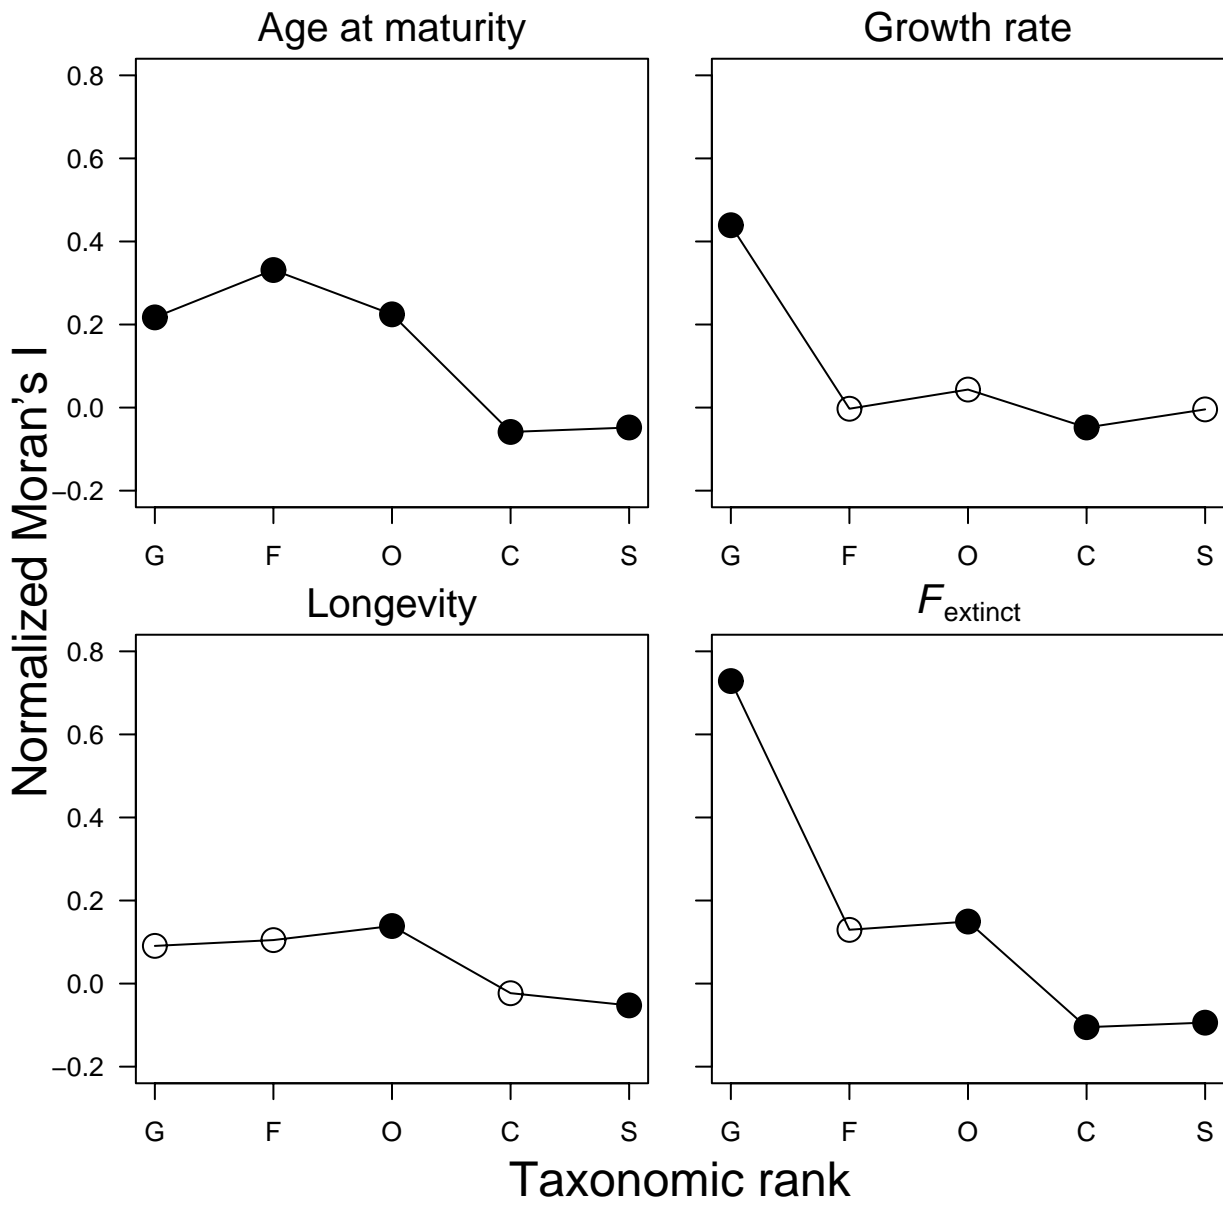 Age at maturity
Growth rate
0.8
0.6
0.4
0.2
0.0
−0.2
G F O C S
G F O C S
Longevity
Fextinct
0.8
0.6
0.4
0.2
0.0
−0.2
G F O C S
G F O C S
Normalized Moran's I
Taxonomic rank